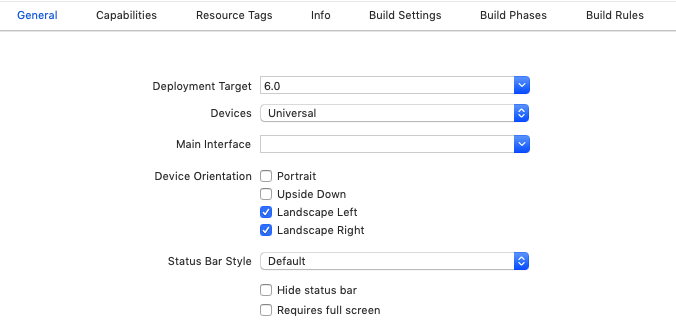 General Capabilities Resource Tags Info Build Settings Build Phases Build Rules
Deployment Target 6.0
Devices Universal
Main Interface
Device Orientation Portrait
Upside Down
Landscape Left
Landscape Right
Status Bar Style Default
Hide status bar
Requires full screen